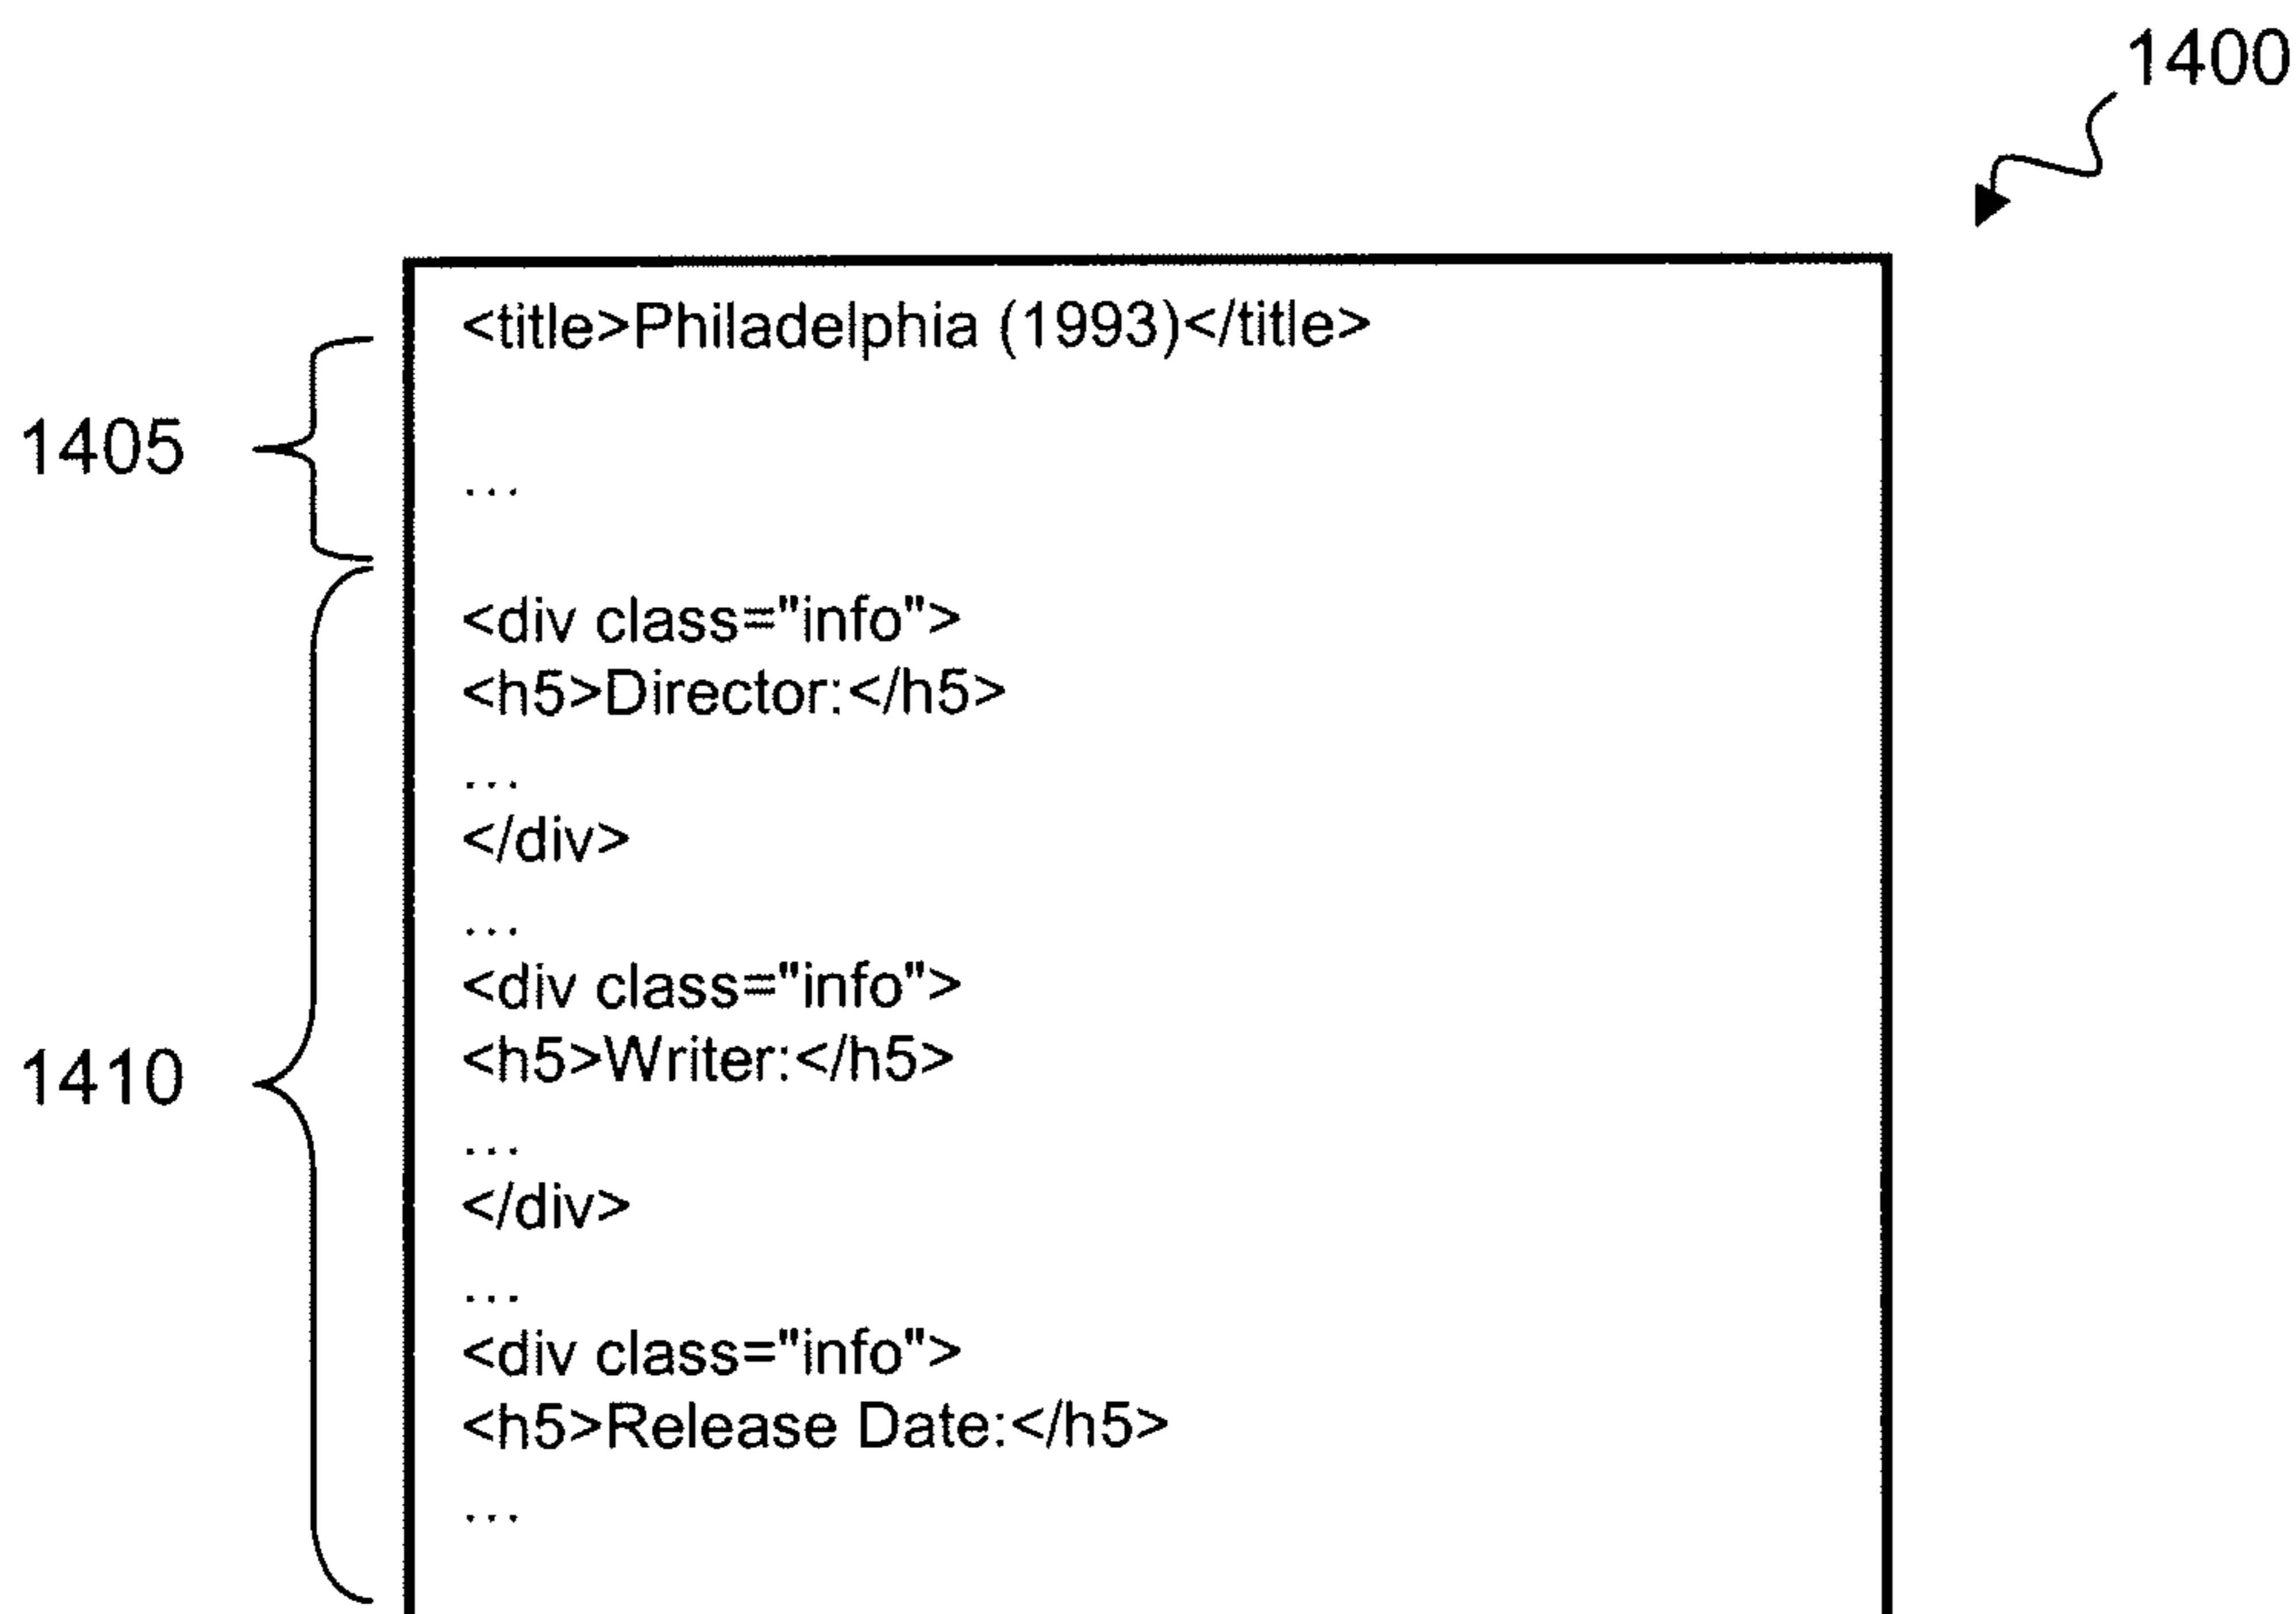 1400
<title>Philadelphia (1993)</title>
1405
...
<div class="info">
<h5>Director:</h5>
...
</div>
...
<div class="info">
<h5>Writer:</h5>
1410
...
</div>
...
<div class="info">
<h5>Release Date:</h5>
...